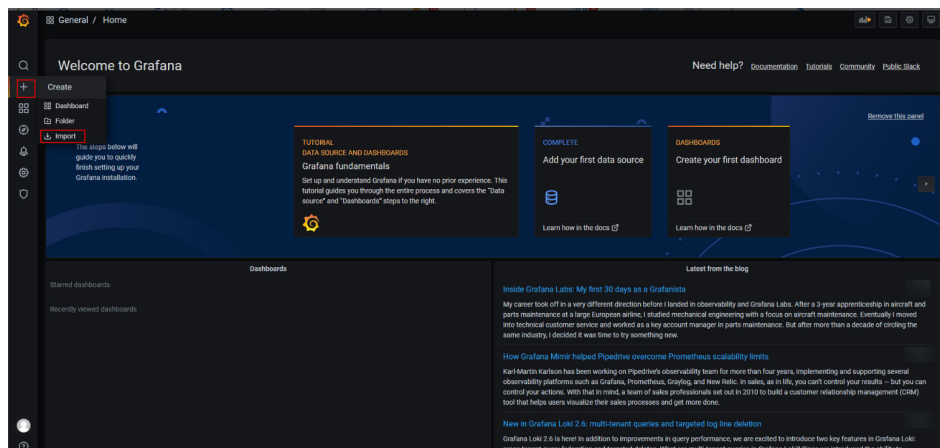 General / Home
Welcome to Grafana
Need help? Documentation Tutorials Community Public Slack
Create
Dashboard
Folder
Import
Remove this panel
The steps below will
guide you to quickly
finish setting up your
Grafana installation.
TUTORIAL
DATA SOURCE AND DASHBOARDS
Grafana fundamentals
Set up and understand Grafana if you have no prior experience. This
tutorial guides you through the entire process and covers the "Data
source" and "Dashboards" steps to the right.
COMPLETE
Add your first data source
Learn how in the docs
DASHBOARDS
Create your first dashboard
Learn how in the docs
Dashboards
Starred dashboards
Recently viewed dashboards
Latest from the blog
Inside Grafana Labs: My first 30 days as a Grafanista
My career took off in a very different direction before I landed in observability and Grafana Labs. After a 3-year apprenticeship in aircraft and
parts maintenance at a large European airline, I studied mechanical engineering with a focus on aircraft maintenance. Eventually I moved
into technical customer service and worked as a key account manager in parts maintenance. But after more than a decade of circling the
same industry, I decided it was time to try something new.
How Grafana Mimir helped Pipedrive overcome Prometheus scalability limits
Karl-Martin Karlson has been working on Pipedrive's observability team for more than four years, implementing and supporting several
observability platforms such as Grafana, Prometheus, Graylog, and New Relic. In sales, as in life, you can't control your results — but you can
control your actions. With that in mind, a team of sales professionals set out in 2010 to build a customer relationship management (CRM)
tool that helps users visualize their sales processes and get more done.
New in Grafana Loki 2.6: multi-tenant queries and targeted log line deletion
Grafana Loki 2.6 is here! In addition to improvements in query performance, we are excited to introduce two key features in Grafana Loki: